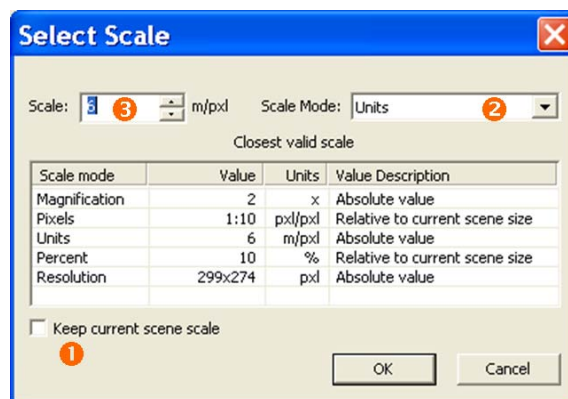 Select Scale
Scale: 6 3 m/pxl Scale Mode: Units 2
Closest valid scale
Scale mode Value Units Value Description
Magnification 2 x Absolute value
Pixels 1:10 pxl/pxl Relative to current scene size
Units 6 m/pxl Absolute value
Percent 10 % Relative to current scene size
Resolution 299x274 pxl Absolute value
Keep current scene scale
1
OK Cancel